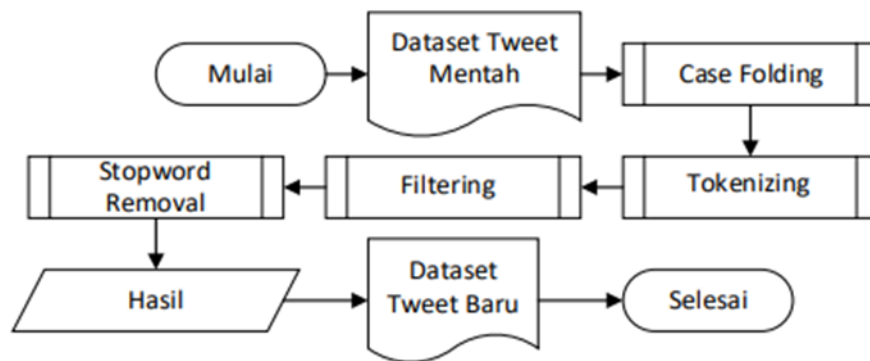 Mulai
Dataset Tweet
Mentah
Case Folding
Tokenizing
Filtering
Stopword
Removal
Hasil
Dataset
Tweet Baru
Selesai